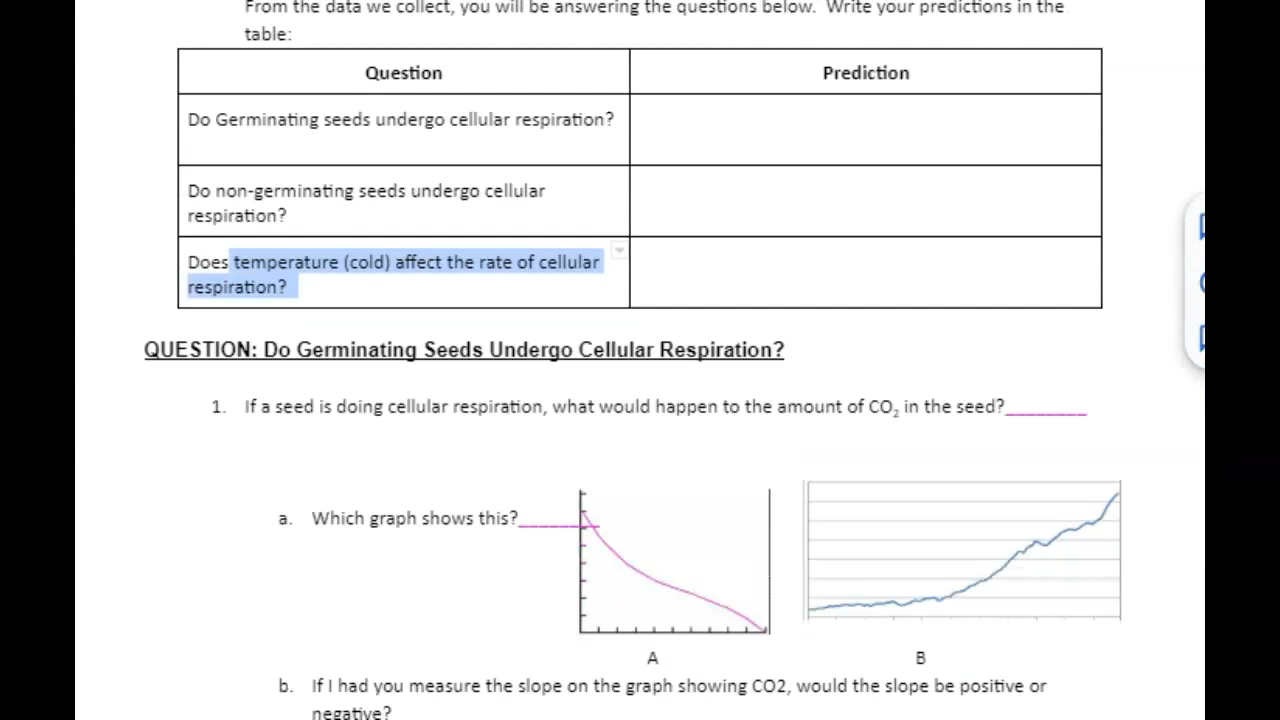 From the data we collect, you will be answering the questions below.  Write your predictions in the
table:
Question
Prediction
Do Germinating seeds undergo cellular respiration?
Do non-germinating seeds undergo cellular
respiration?
Does temperature (cold) affect the rate of cellular
respiration?
QUESTION: Do Germinating Seeds Undergo Cellular Respiration?
1. If a seed is doing cellular respiration, what would happen to the amount of CO₂ in the seed?________
a. Which graph shows this?________
A
B
b. If I had you measure the slope on the graph showing CO2, would the slope be positive or
negative?